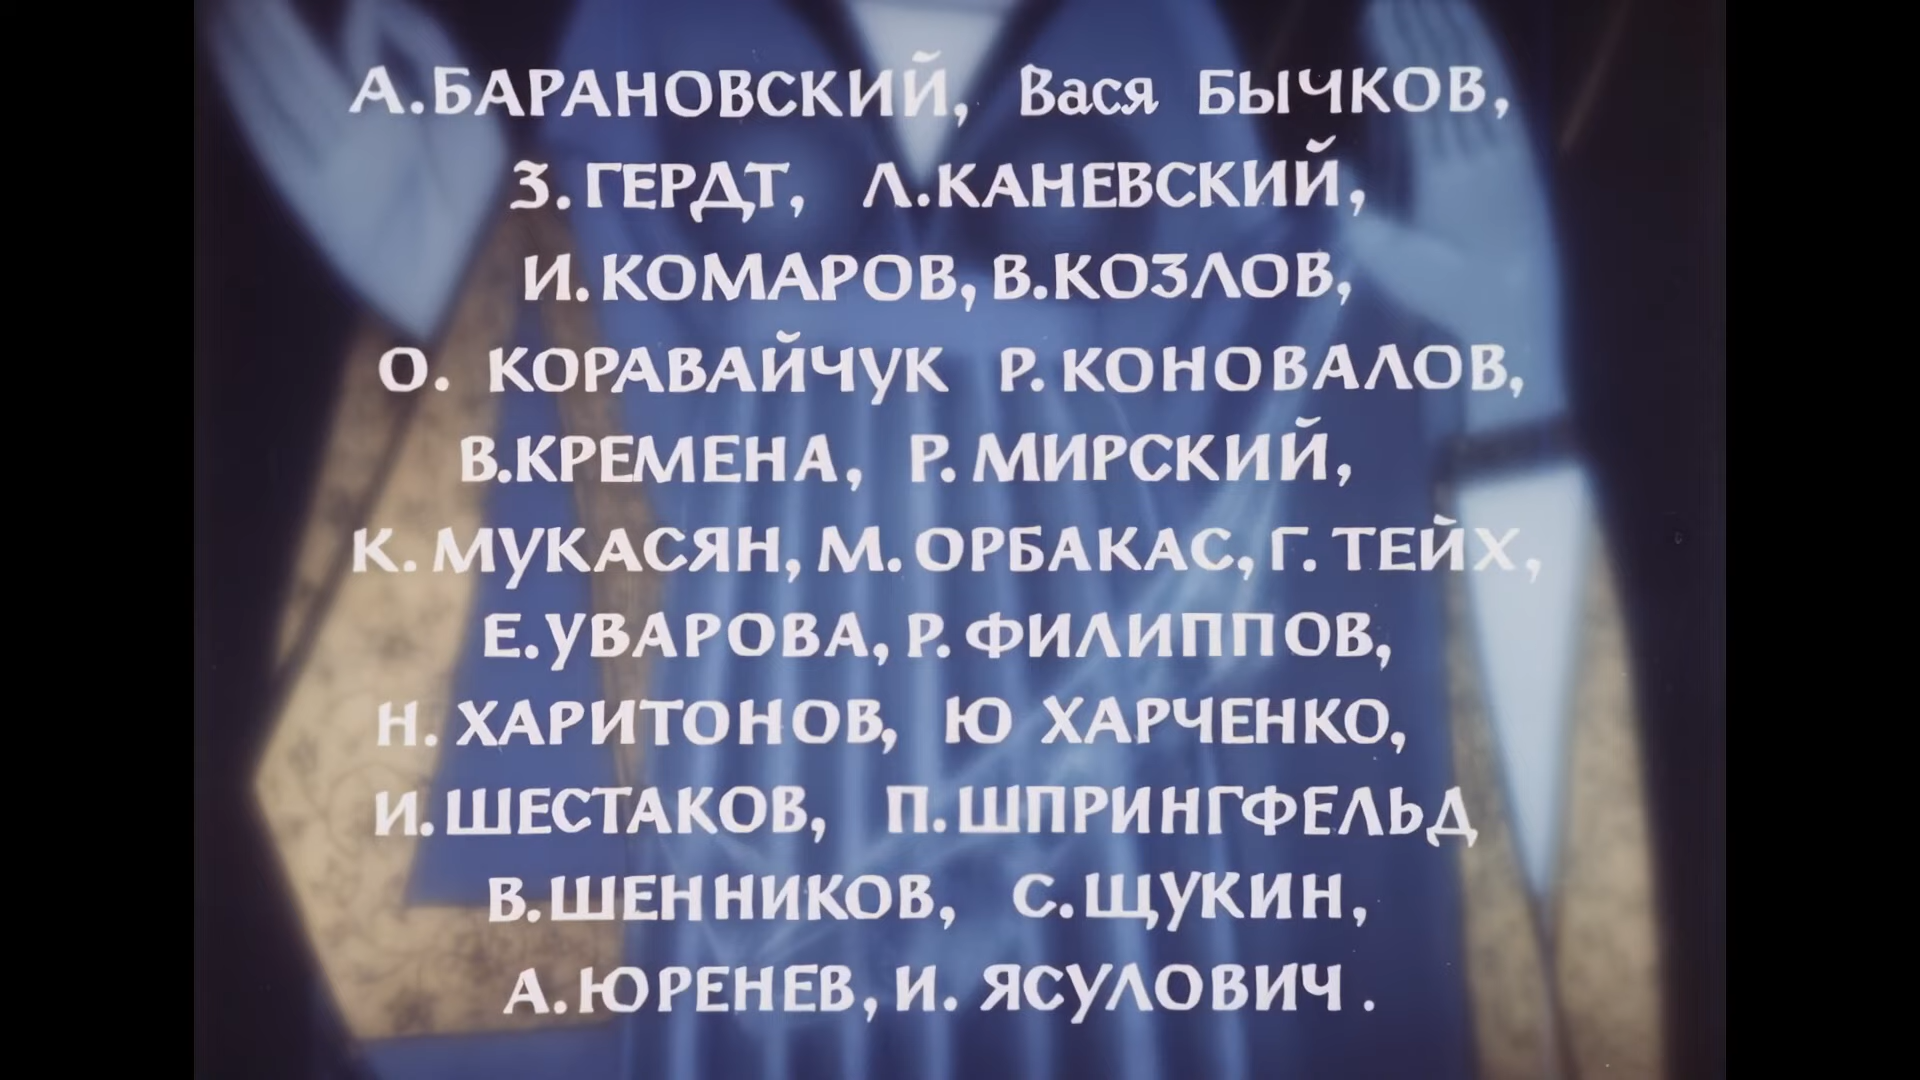 А.БАРАНОВСКИЙ, Вася БЫЧКОВ,
З.ГЕРДТ, Л.КАНЕВСКИЙ,
И.КОМАРОВ, В.КОЗЛОВ,
О. КОРАВАЙЧУК Р.КОНОВАЛОВ,
В.КРЕМЕНА, Р.МИРСКИЙ,
К.МУКАСЯН, М.ОРБАКАС, Г.ТЕЙХ,
Е.УВАРОВА, Р.ФИЛИППОВ,
Н.ХАРИТОНОВ, Ю ХАРЧЕНКО,
И.ШЕСТАКОВ, П.ШПРИНГФЕЛЬД
В.ШЕННИКОВ, С.ЩУКИН,
А.ЮРЕНЕВ, И.ЯСУЛОВИЧ.